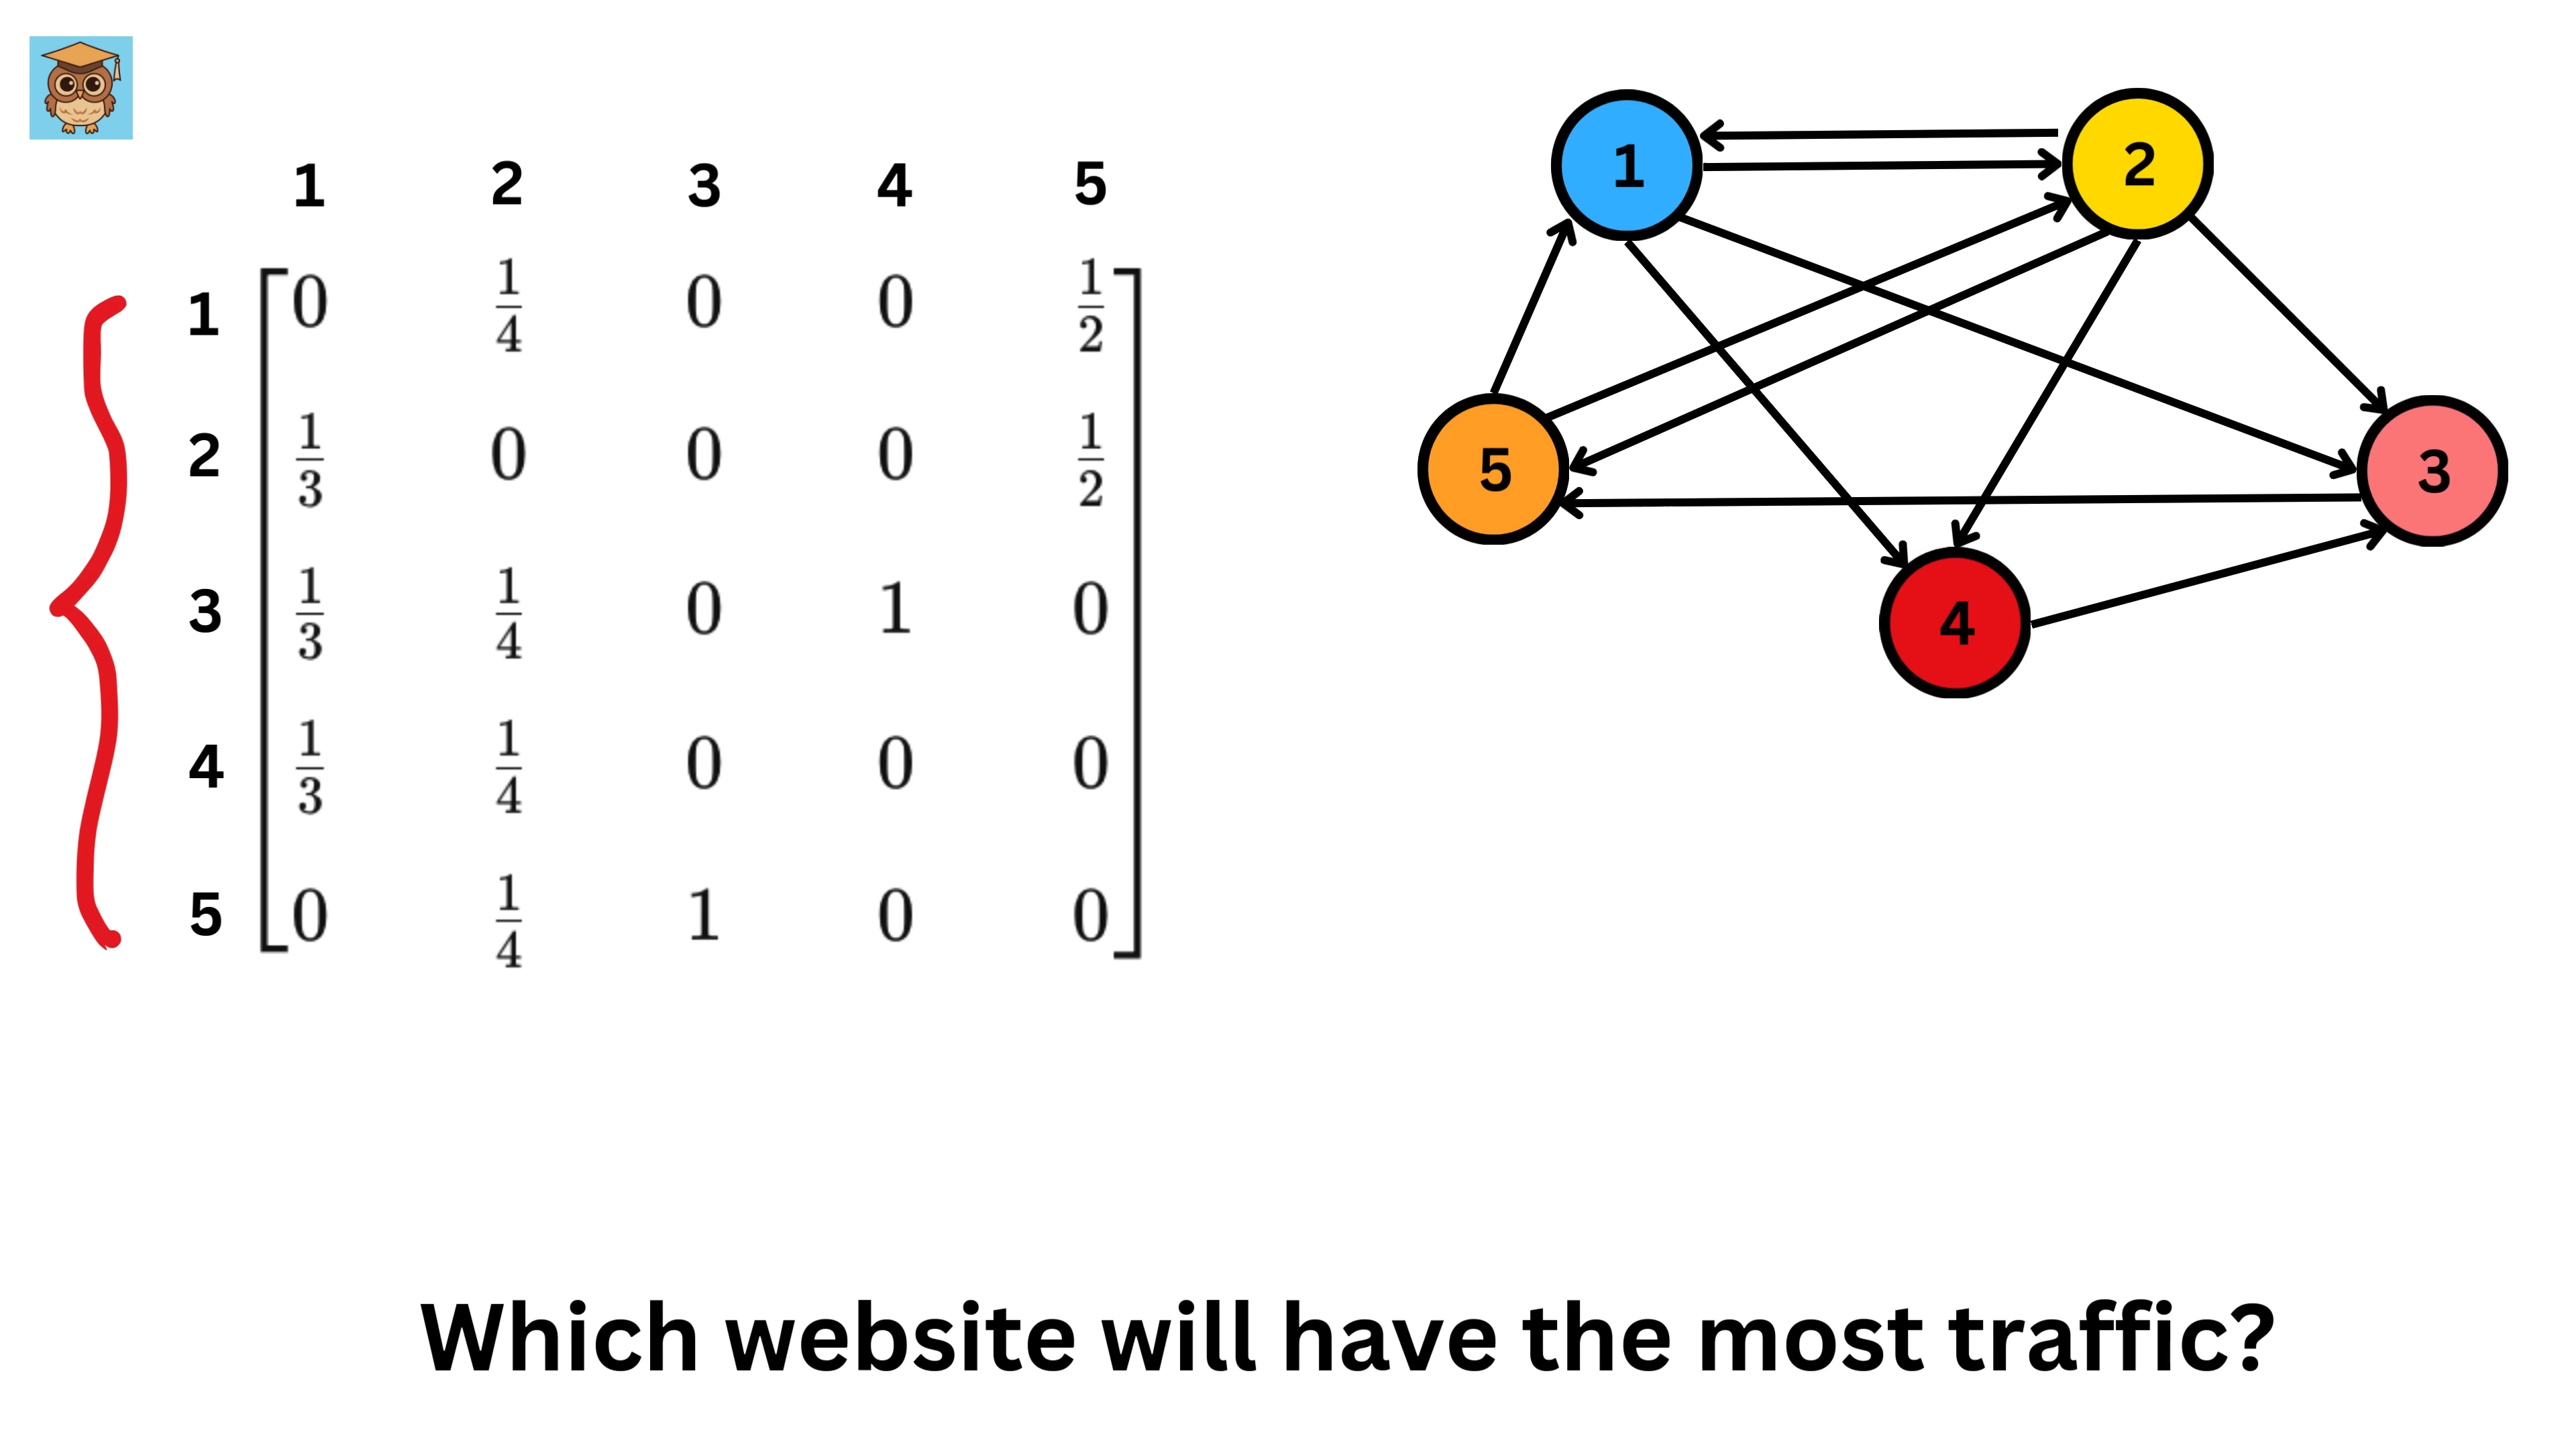 1 2 3 4 5
1 0 1/4 0 0 1/2
2 1/3 0 0 0 1/2
3 1/3 1/4 0 1 0
4 1/3 1/4 0 0 0
5 0 1/4 1 0 0
1 2
5 3
4
Which website will have the most traffic?